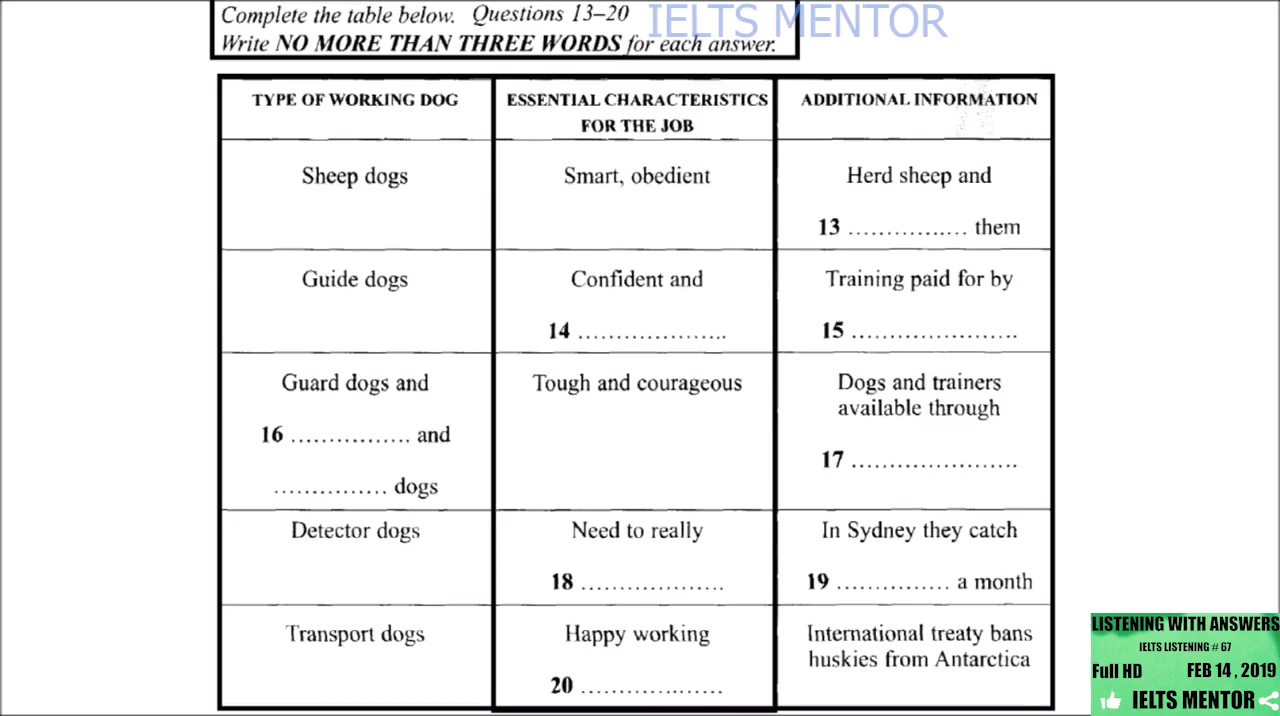 Complete the table below. Questions 13–20
Write NO MORE THAN THREE WORDS for each answer.
IELTS MENTOR
TYPE OF WORKING DOG
ESSENTIAL CHARACTERISTICS
FOR THE JOB
ADDITIONAL INFORMATION
Sheep dogs
Smart, obedient
Herd sheep and
13 .................. them
Guide dogs
Confident and
14 .......................
Training paid for by
15 ..........................
Guard dogs and
16 ................... and
.................. dogs
Tough and courageous
Dogs and trainers
available through
17 ..........................
Detector dogs
Need to really
18 ......................
In Sydney they catch
19 .................. a month
Transport dogs
Happy working
20 ......................
International treaty bans
huskies from Antarctica
LISTENING WITH ANSWERS
IELTS LISTENING # 67
Full HD FEB 14 , 2019
IELTS MENTOR